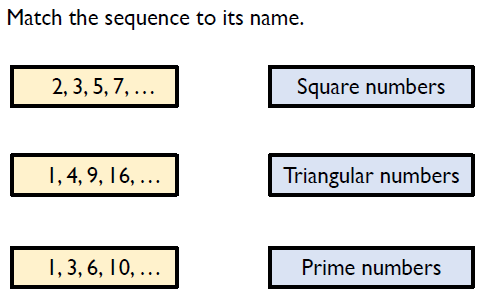 Match the sequence to its name.
2, 3, 5, 7, …
Square numbers
1, 4, 9, 16, …
Triangular numbers
1, 3, 6, 10, …
Prime numbers